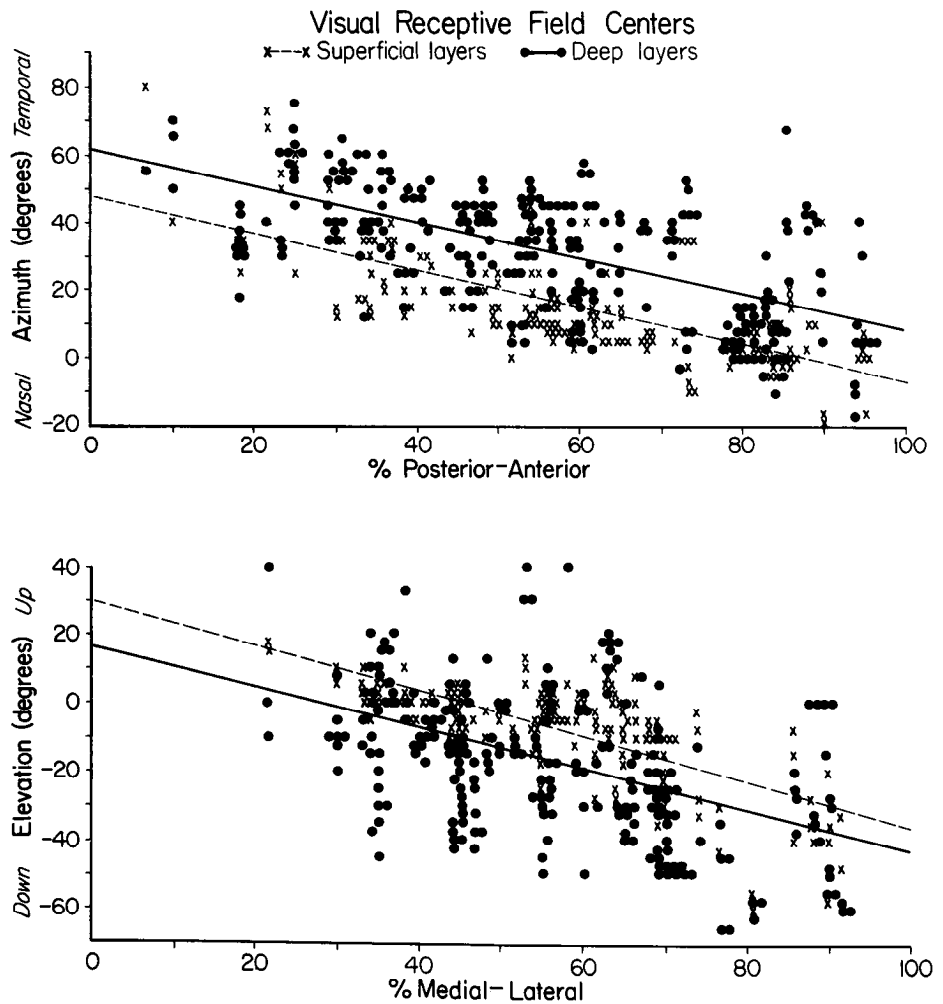 Visual Receptive Field Centers
x---x Superficial layers ●—● Deep layers
Azimuth (degrees) Temporal
Nasal
80
60
40
20
0
-20
0 20 40 60 80 100
% Posterior-Anterior
Elevation (degrees) Up
Down
40
20
0
-20
-40
-60
0 20 40 60 80 100
% Medial-Lateral